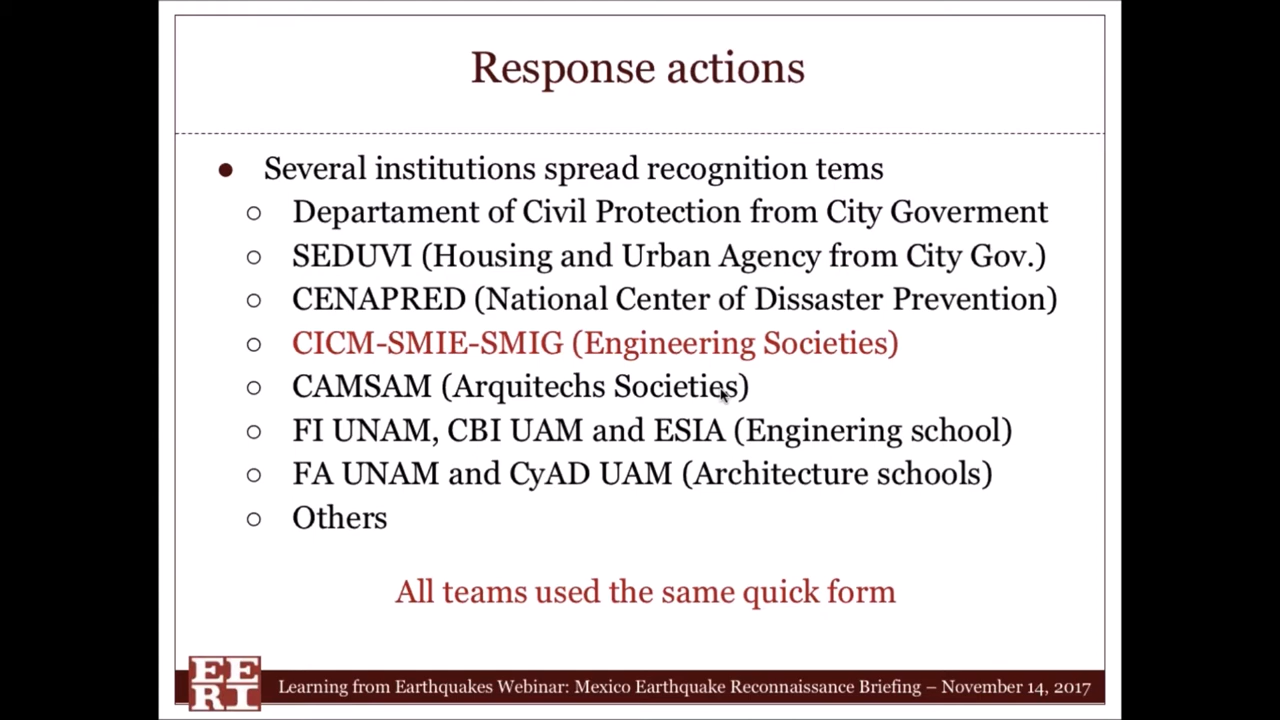 Response actions
Several institutions spread recognition tems
Departament of Civil Protection from City Goverment
SEDUVI (Housing and Urban Agency from City Gov.)
CENAPRED (National Center of Dissaster Prevention)
CICM-SMIE-SMIG (Engineering Societies)
CAMSAM (Arquitechs Societies)
FI UNAM, CBI UAM and ESIA (Enginering school)
FA UNAM and CyAD UAM (Architecture schools)
Others
All teams used the same quick form
EE
RI
Learning from Earthquakes Webinar: Mexico Earthquake Reconnaissance Briefing – November 14, 2017